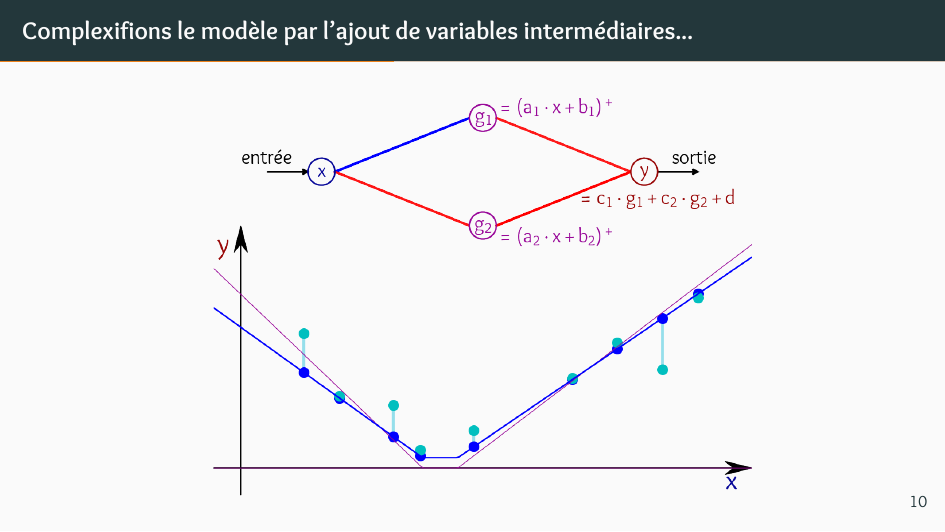 Complexifions le modèle par l'ajout de variables intermédiaires...
g₁ = (a₁ · x + b₁)⁺
entrée
x
y
sortie
= c₁ · g₁ + c₂ · g₂ + d
g₂ = (a₂ · x + b₂)⁺
y
x
10